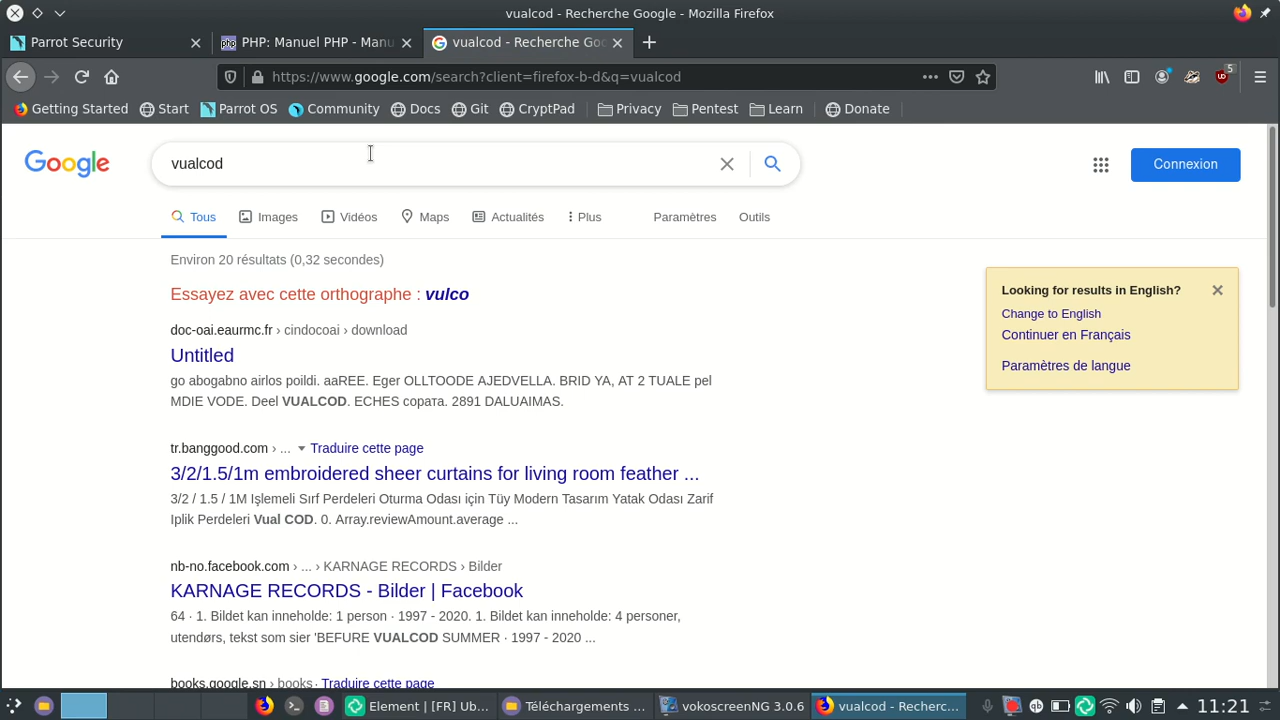 vualcod - Recherche Google - Mozilla Firefox
Parrot Security
PHP: Manuel PHP - Manu
vualcod - Recherche Goo
https://www.google.com/search?client=firefox-b-d&q=vualcod
5
Getting Started Start Parrot OS Community Docs Git CryptPad Privacy Pentest Learn Donate
Google
vualcod
Connexion
Tous Images Vidéos Maps Actualités Plus Paramètres Outils
Environ 20 résultats (0,32 secondes)
Essayez avec cette orthographe : vulco
doc-oai.eaurmc.fr › cindocoai › download
Untitled
go abogabno airlos poildi. aaREE. Eger OLLTOODE AJEDVELLA. BRID YA, AT 2 TUALE pel
MDIE VODE. Deel VUALCOD. ECHES copaта. 2891 DALUAIMAS.
tr.banggood.com › ... Traduire cette page
3/2/1.5/1m embroidered sheer curtains for living room feather ...
3/2 / 1.5 / 1M Işlemeli Sırf Perdeleri Oturma Odası için Tüy Modern Tasarım Yatak Odası Zarif
Iplik Perdeleri Vual COD. 0. Array.reviewAmount.average ...
nb-no.facebook.com › ... › KARNAGE RECORDS › Bilder
KARNAGE RECORDS - Bilder | Facebook
64 · 1. Bildet kan inneholde: 1 person · 1997 - 2020. 1. Bildet kan inneholde: 4 personer,
utendørs, tekst som sier 'BEFURE VUALCOD SUMMER · 1997 - 2020 ...
books.google.sn › books · Traduire cette page
Looking for results in English?
Change to English
Continuer en Français
Paramètres de langue
Element | [FR] Ub...
Téléchargements ...
vokoscreenNG 3.0.6
vualcod - Recherc...
11:21